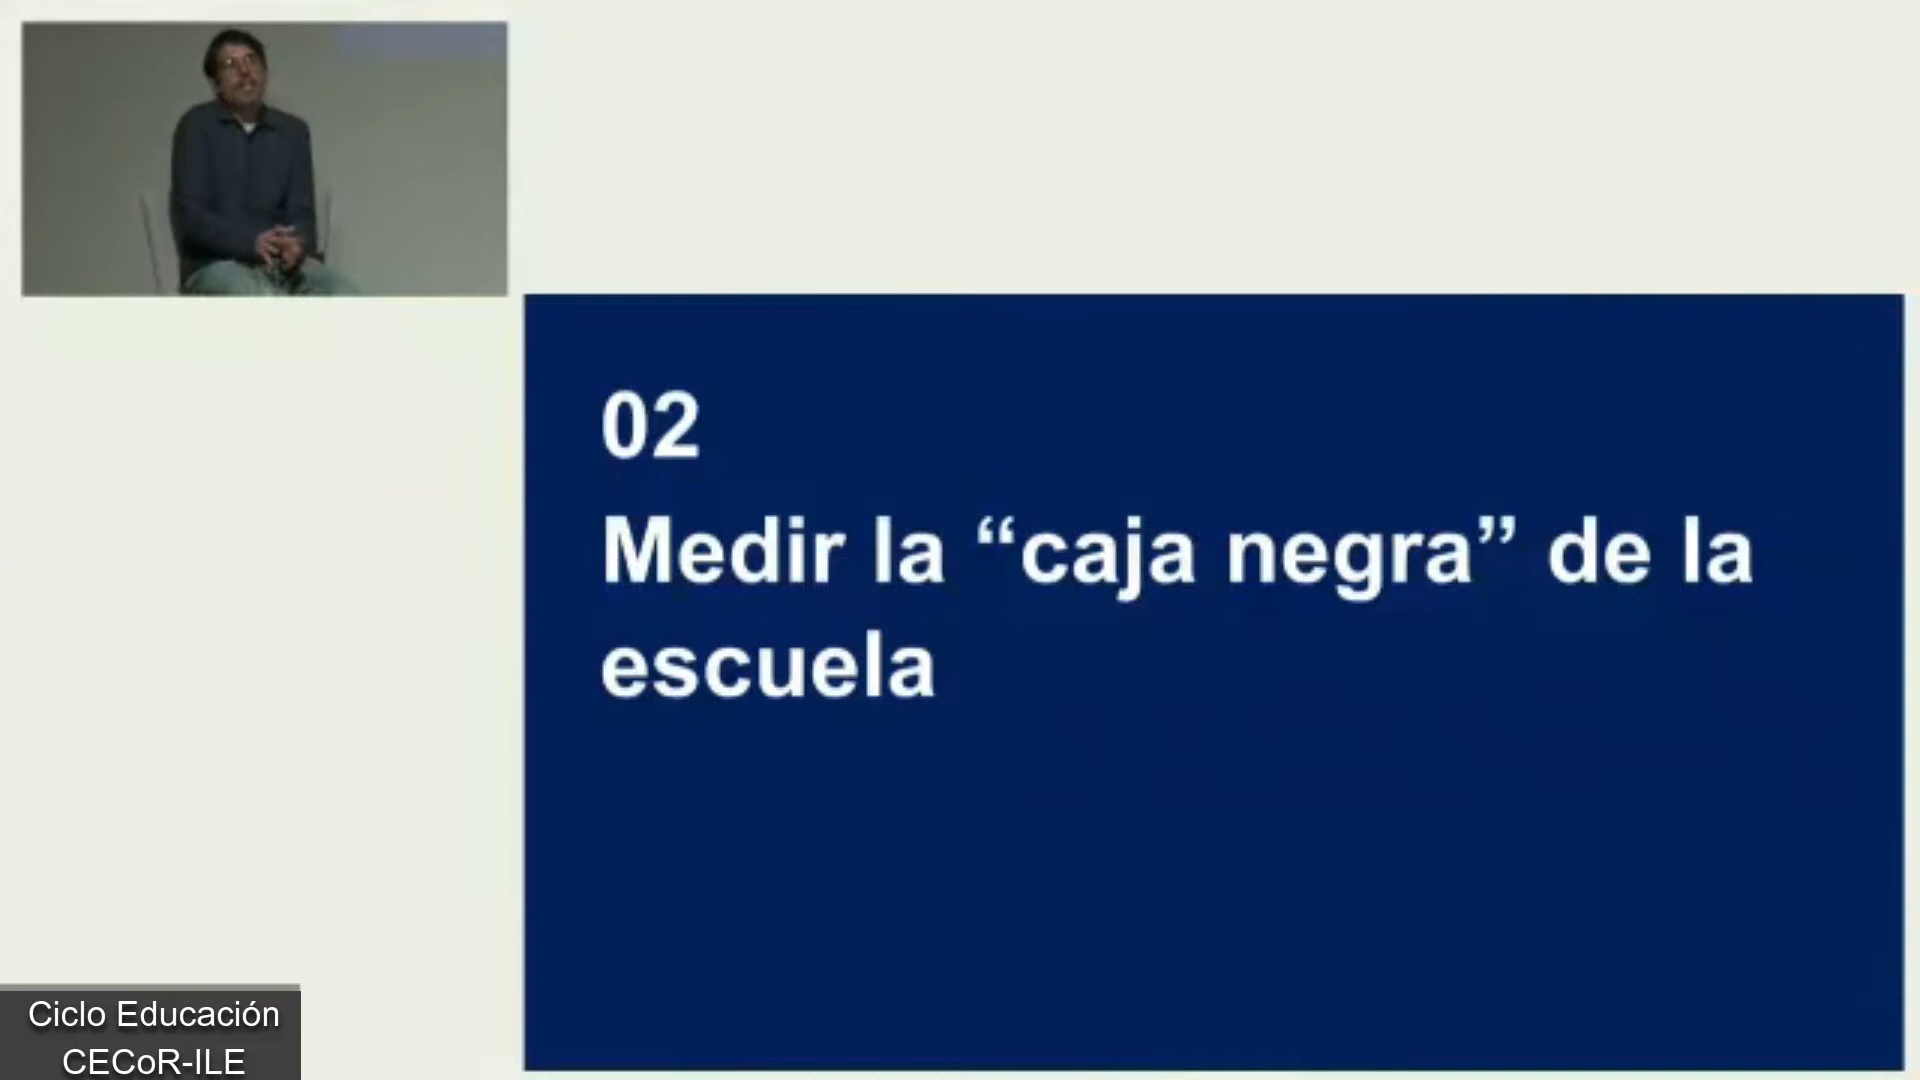 02
Medir la “caja negra” de la
escuela
Ciclo Educación
CECoR-ILE